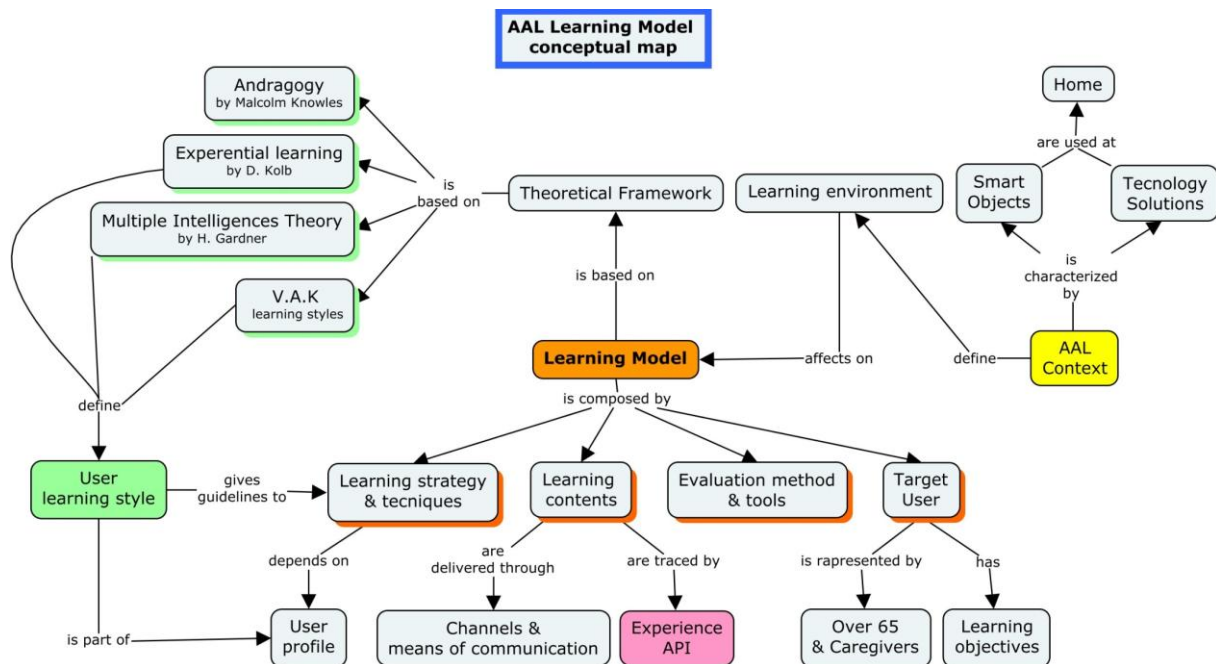 AAL Learning Model
conceptual map
Andragogy
by Malcolm Knowles
Home
Experential learning
by D. Kolb
are used at
is
based on
Theoretical Framework
Learning environment
Smart
Objects
Tecnology
Solutions
Multiple Intelligences Theory
by H. Gardner
is based on
is
characterized
by
V.A.K
learning styles
Learning Model
affects on
define
AAL
Context
define
is composed by
User
learning style
gives
guidelines to
Learning strategy
& tecniques
Learning
contents
Evaluation method
& tools
Target
User
depends on
are
delivered through
are traced by
is rapresented by
has
is part of
User
profile
Channels &
means of communication
Experience
API
Over 65
& Caregivers
Learning
objectives